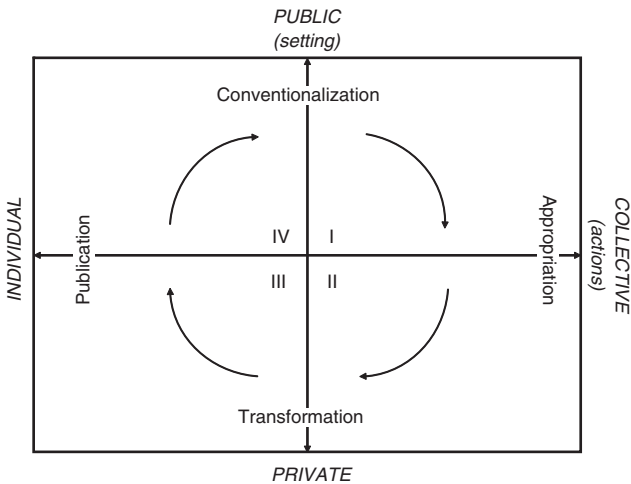 PUBLIC
(setting)
Conventionalization
INDIVIDUAL
Publication
IV
I
III
II
Appropriation
COLLECTIVE
(actions)
Transformation
PRIVATE